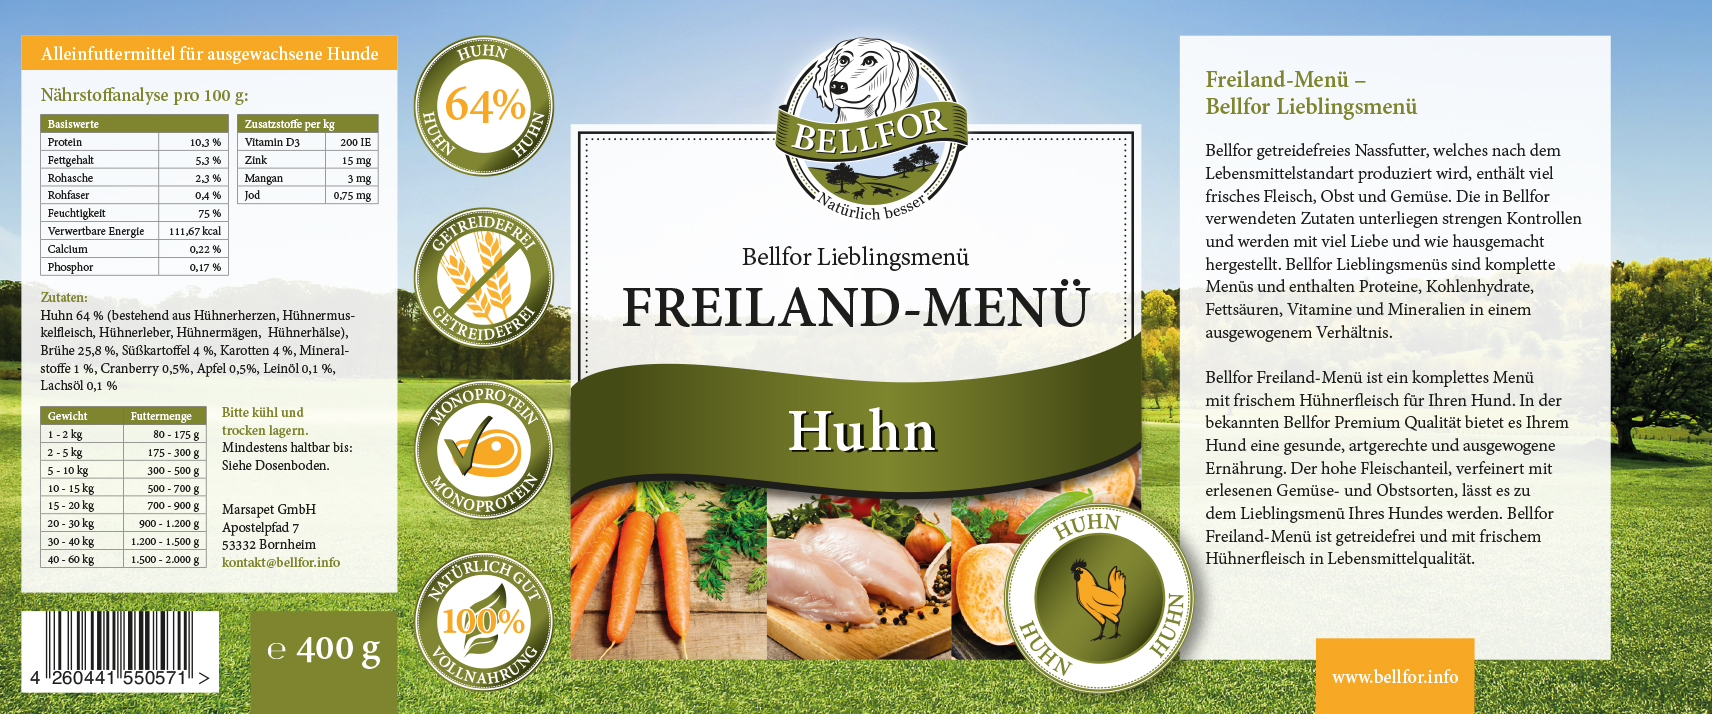 Alleinfuttermittel für ausgewachsene Hunde
Nährstoffanalyse pro 100 g:
Basiswerte
Protein 10,3 %
Fettgehalt 5,3 %
Rohasche 2,3 %
Rohfaser 0,4 %
Feuchtigkeit 75 %
Verwertbare Energie 111,67 kcal
Calcium 0,22 %
Phosphor 0,17 %
Zusatzstoffe per kg
Vitamin D3 200 IE
Zink 15 mg
Mangan 3 mg
Jod 0,75 mg
Zutaten:
Huhn 64 % (bestehend aus Hühnerherzen, Hühnermus-
kelfleisch, Hühnerleber, Hühnermägen, Hühnerhälse),
Brühe 25,8 %, Süßkartoffel 4 %, Karotten 4 %, Mineral-
stoffe 1 %, Cranberry 0,5%, Apfel 0,5%, Leinöl 0,1 %,
Lachsöl 0,1 %
Gewicht Futtermenge
1 - 2 kg 80 - 175 g
2 - 5 kg 175 - 300 g
5 - 10 kg 300 - 500 g
10 - 15 kg 500 - 700 g
15 - 20 kg 700 - 900 g
20 - 30 kg 900 - 1.200 g
30 - 40 kg 1.200 - 1.500 g
40 - 60 kg 1.500 - 2.000 g
Bitte kühl und
trocken lagern.
Mindestens haltbar bis:
Siehe Dosenboden.
Marsapet GmbH
Apostelpfad 7
53332 Bornheim
kontakt@bellfor.info
4 260441 550571 >
℮ 400 g
HUHN
64%
HUHN
HUHN
GETREIDEFREI
GETREIDEFREI
MONOPROTEIN
MONOPROTEIN
NATÜRLICH GUT
100%
VOLLNAHRUNG
BELLFOR
Natürlich besser
Bellfor Lieblingsmenü
FREILAND-MENÜ
Huhn
HUHN
HUHN
HUHN
Freiland-Menü –
Bellfor Lieblingsmenü
Bellfor getreidefreies Nassfutter, welches nach dem
Lebensmittelstandart produziert wird, enthält viel
frisches Fleisch, Obst und Gemüse. Die in Bellfor
verwendeten Zutaten unterliegen strengen Kontrollen
und werden mit viel Liebe und wie hausgemacht
hergestellt. Bellfor Lieblingsmenüs sind komplette
Menüs und enthalten Proteine, Kohlenhydrate,
Fettsäuren, Vitamine und Mineralien in einem
ausgewogenem Verhältnis.
Bellfor Freiland-Menü ist ein komplettes Menü
mit frischem Hühnerfleisch für Ihren Hund. In der
bekannten Bellfor Premium Qualität bietet es Ihrem
Hund eine gesunde, artgerechte und ausgewogene
Ernährung. Der hohe Fleischanteil, verfeinert mit
erlesenen Gemüse- und Obstsorten, lässt es zu
dem Lieblingsmenü Ihres Hundes werden. Bellfor
Freiland-Menü ist getreidefrei und mit frischem
Hühnerfleisch in Lebensmittelqualität.
www.bellfor.info